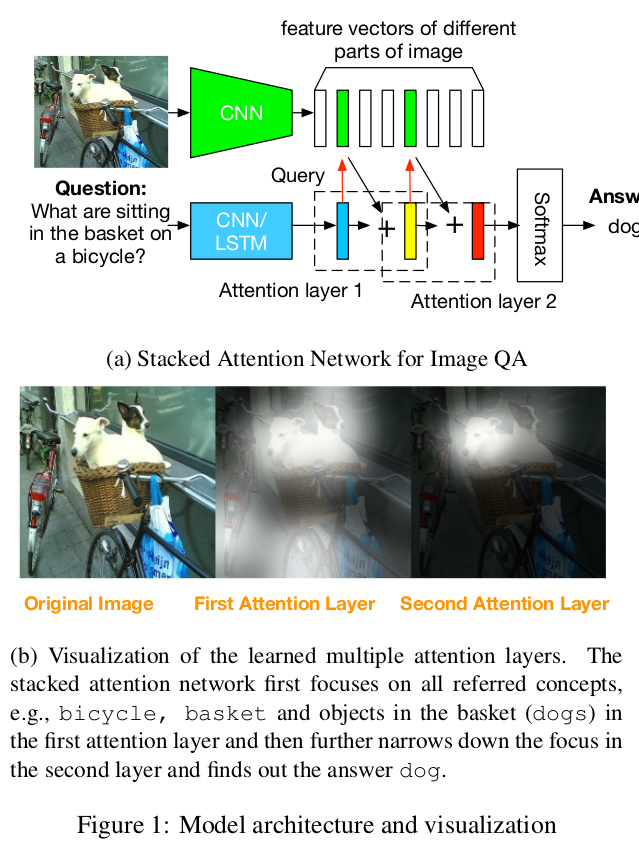 feature vectors of different
parts of image
CNN
Question:
What are sitting
in the basket on
a bicycle?
Query
CNN/
LSTM
+
+
Softmax
Answ
dog
Attention layer 1
Attention layer 2
(a) Stacked Attention Network for Image QA
Original Image
First Attention Layer
Second Attention Layer
(b) Visualization of the learned multiple attention layers. The
stacked attention network first focuses on all referred concepts,
e.g., bicycle, basket and objects in the basket (dogs) in
the first attention layer and then further narrows down the focus in
the second layer and finds out the answer dog.
Figure 1: Model architecture and visualization